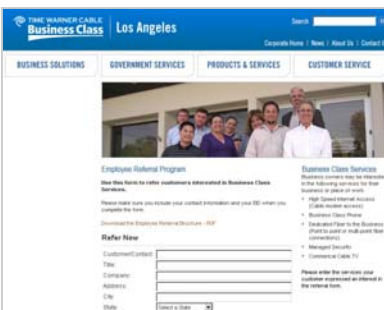 TIME WARNER CABLE
Business Class
Los Angeles
Search
Corporate Home | News | About Us | Contact
BUSINESS SOLUTIONS
GOVERNMENT SERVICES
PRODUCTS & SERVICES
CUSTOMER SERVICE
Employee Referral Program
Use this form to refer customers interested in Business Class
Services.
Please make sure you include your contact information and your EID when you
complete the form.
Download the Employee Referral Brochure - PDF
Refer New
Customer/Contact:
Title:
Company:
Address:
City
State:
Select a State
Business Class Services
Business owners may be interested
in the following services for their
business or place of work:
• High Speed Internet Access
(Cable modem access)
• Business Class Phone
• Dedicated Fiber to the Business
(Point to point or multi-point fiber
connections)
• Managed Security
• Commercial Cable TV
Please enter the services your
customer expressed an interest in
the referral form.